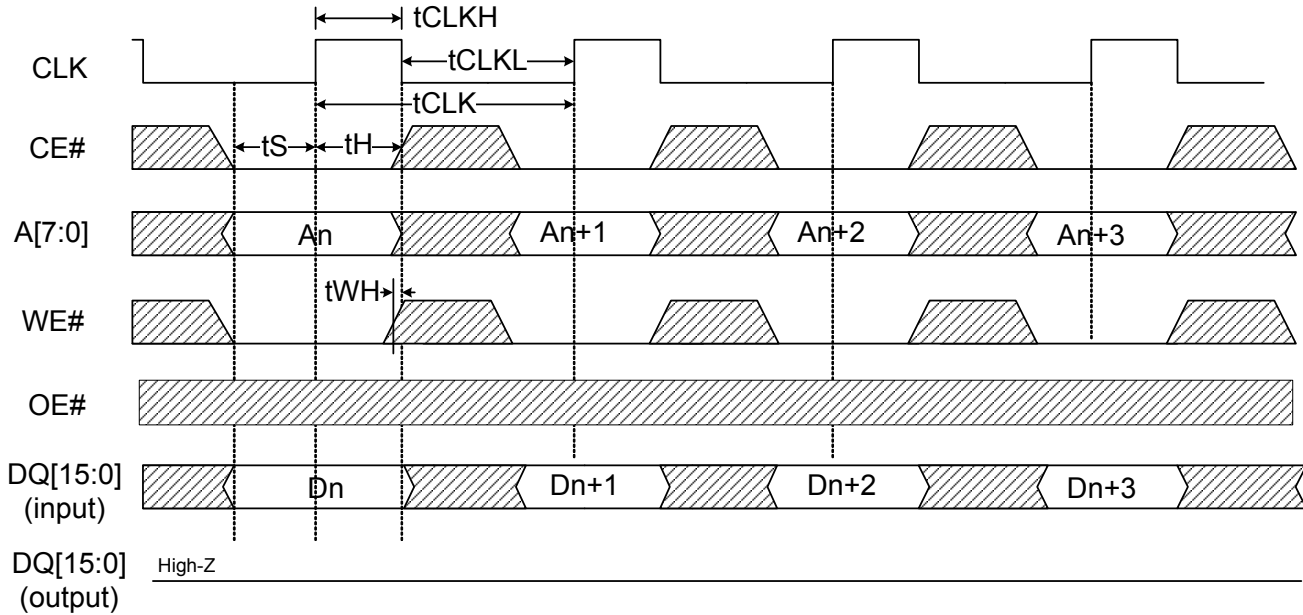 tCLKH
CLK
tCLKL
tCLK
CE#
tS
tH
A[7:0]
An
An+1
An+2
An+3
tWH
WE#
OE#
DQ[15:0]
(input)
Dn
Dn+1
Dn+2
Dn+3
DQ[15:0]
(output)
High-Z